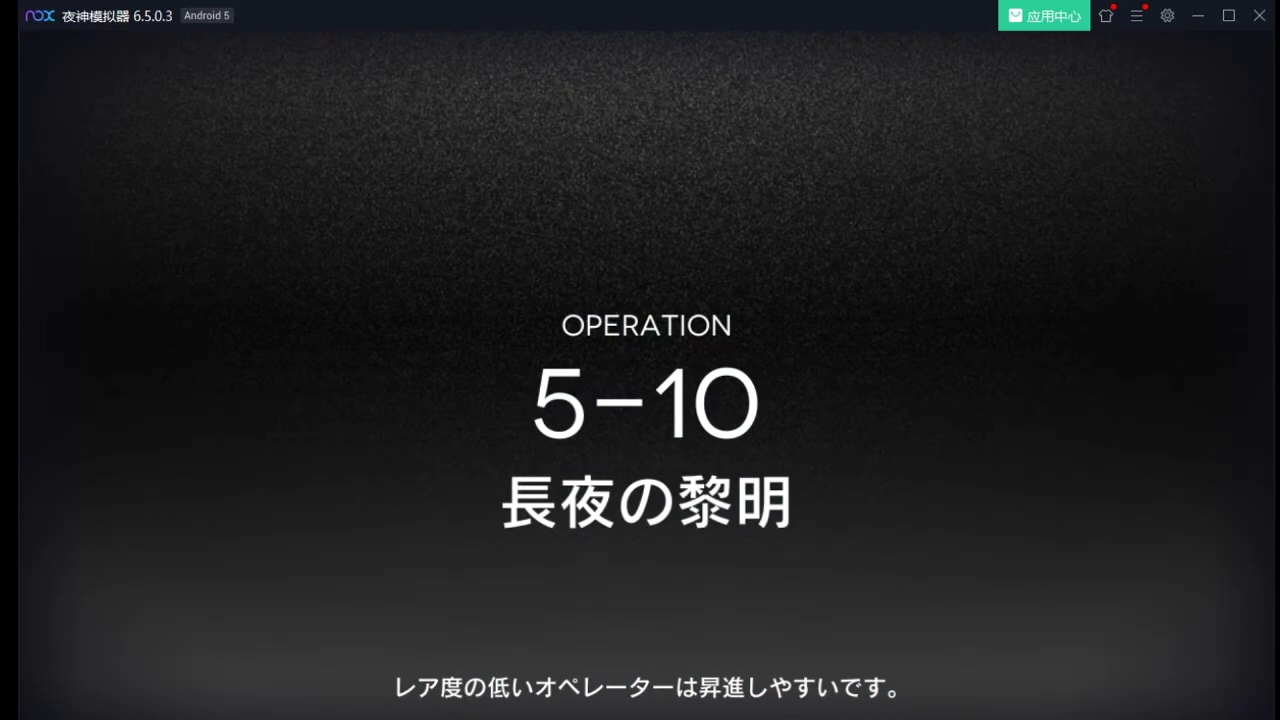 nox 夜神模拟器 6.5.0.3 Android 5 应用中心
OPERATION
5-10
長夜の黎明
レア度の低いオペレーターは昇進しやすいです。